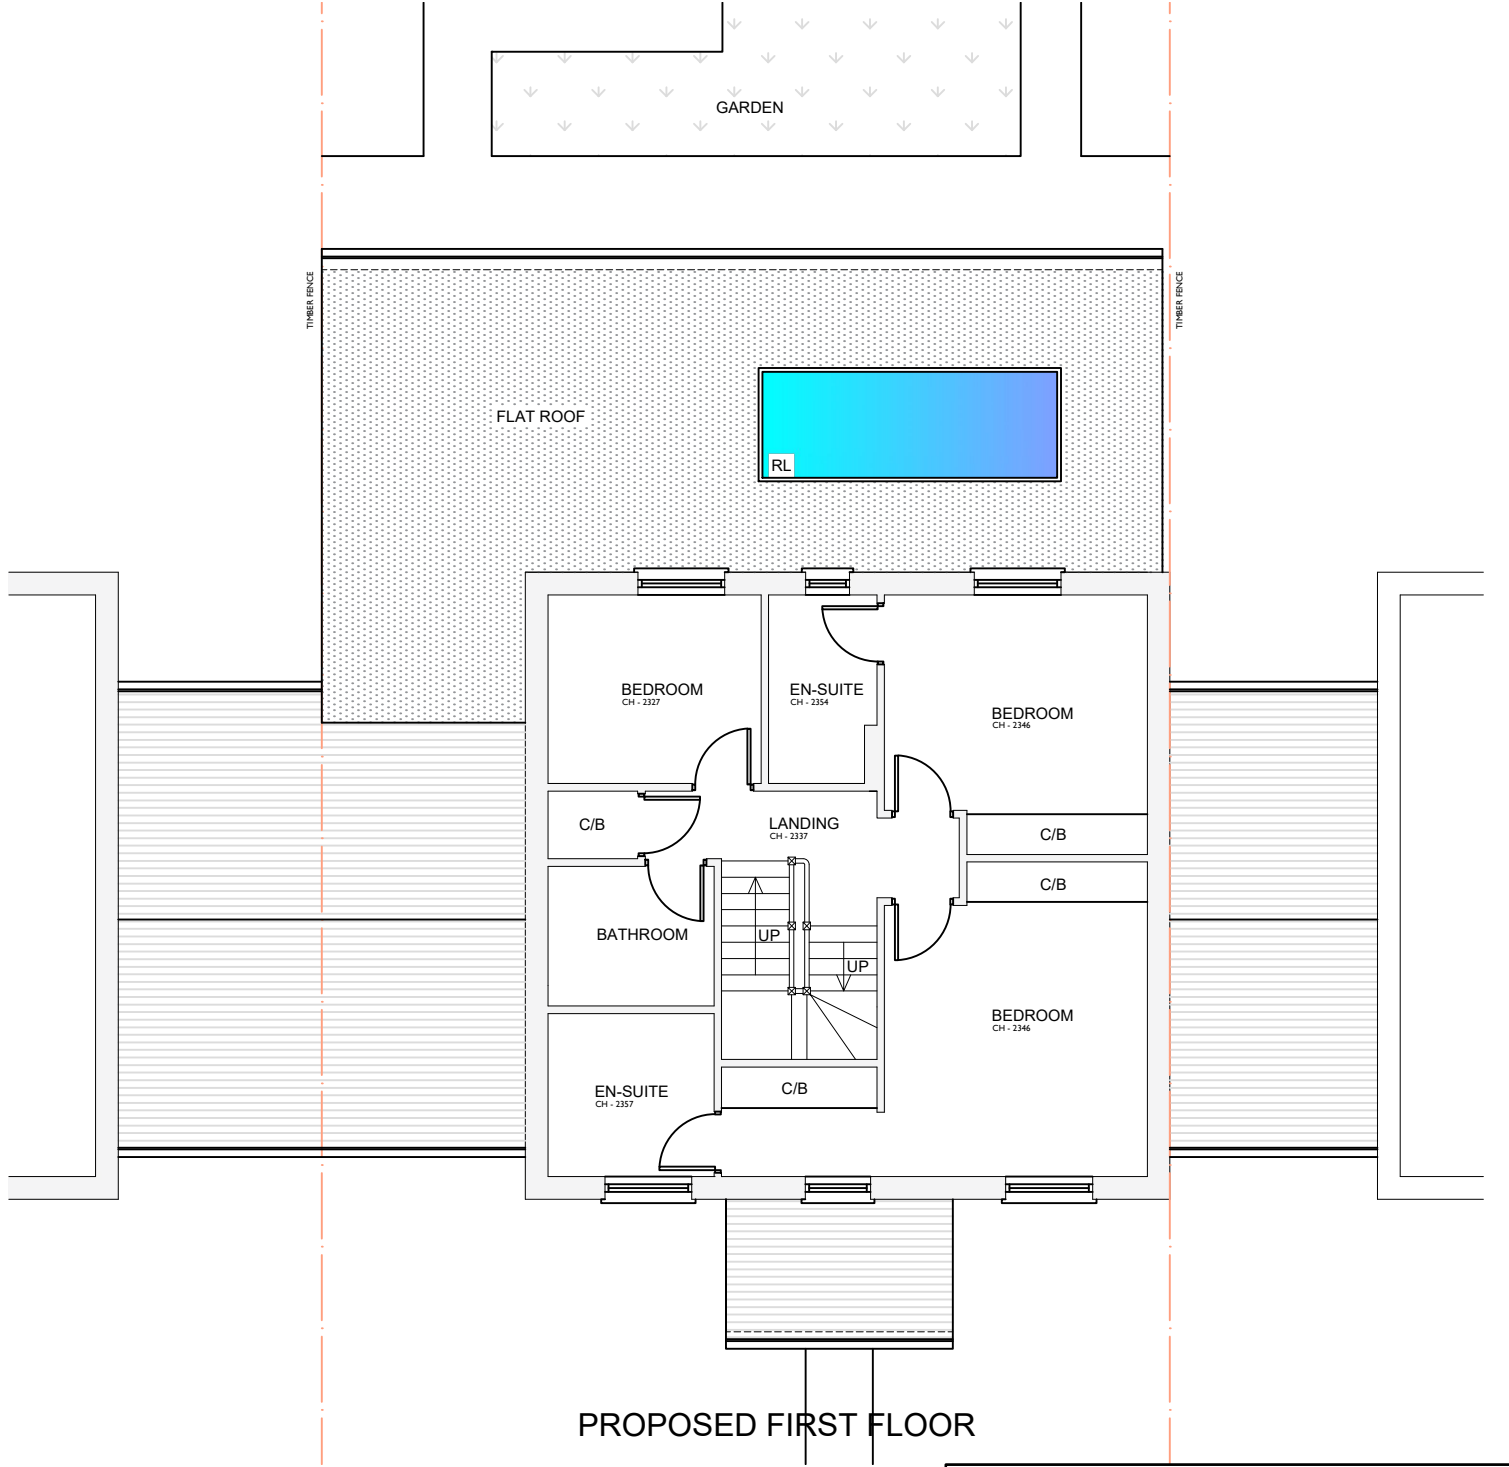 GARDEN
TIMBER FENCE
TIMBER FENCE
FLAT ROOF
RL
BEDROOM
CH - 2327
EN-SUITE
CH - 2354
BEDROOM
CH - 2346
C/B
LANDING
CH - 2337
C/B
C/B
BATHROOM
UP
UP
BEDROOM
CH - 2346
EN-SUITE
CH - 2357
C/B
PROPOSED FIRST FLOOR